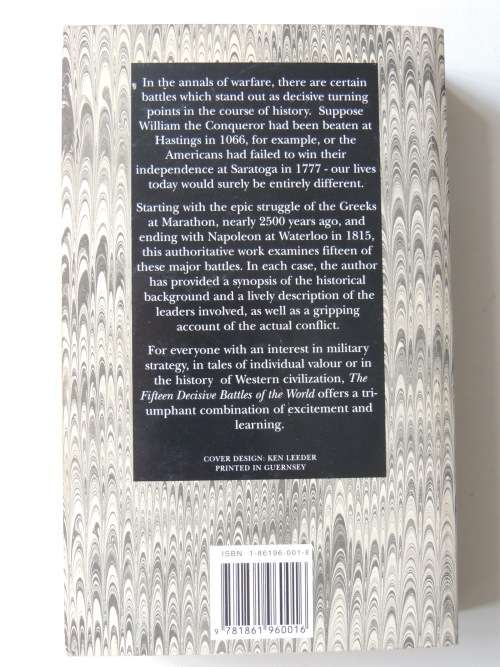 In the annals of warfare, there are certain
battles which stand out as decisive turning
points in the course of history. Suppose
William the Conqueror had been beaten at
Hastings in 1066, for example, or the
Americans had failed to win their
independence at Saratoga in 1777 - our lives
today would surely be entirely different.
Starting with the epic struggle of the Greeks
at Marathon, nearly 2500 years ago, and
ending with Napoleon at Waterloo in 1815,
this authoritative work examines fifteen of
these major battles. In each case, the author
has provided a synopsis of the historical
background and a lively description of the
leaders involved, as well as a gripping
account of the actual conflict.
For everyone with an interest in military
strategy, in tales of individual valour or in
the history of Western civilization, The
Fifteen Decisive Battles of the World offers a tri-
umphant combination of excitement and
learning.
COVER DESIGN: KEN LEEDER
PRINTED IN GUERNSEY
ISBN 1-86196-001-8
9 781861 960016